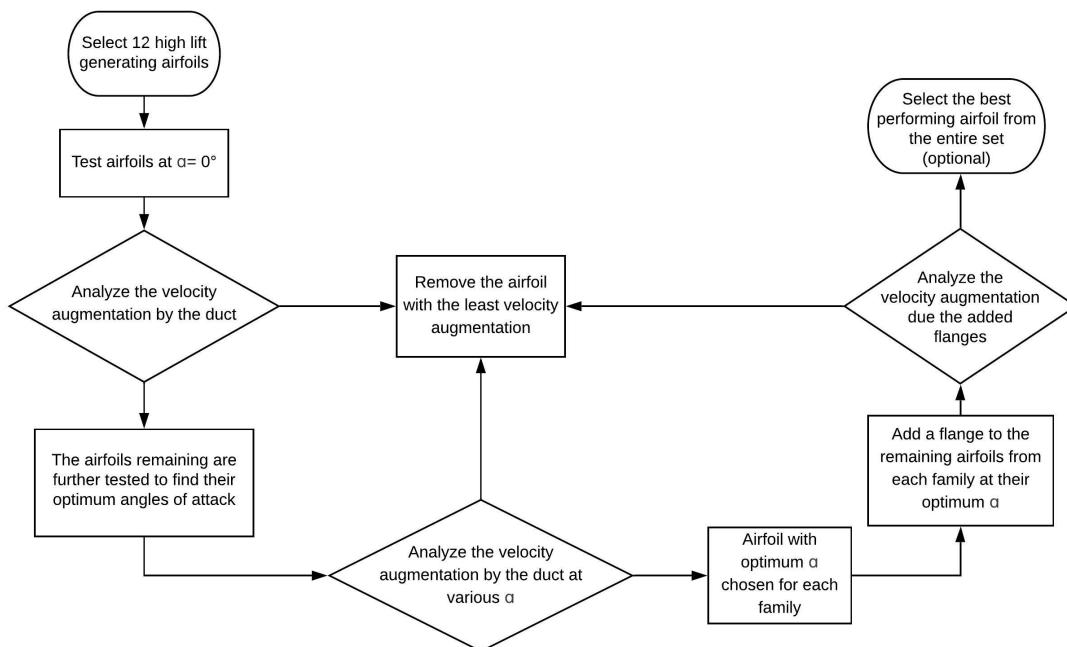 Select 12 high lift
generating airfoils
Test airfoils at ɑ= 0°
Analyze the velocity
augmentation by the duct
The airfoils remaining are
further tested to find their
optimum angles of attack
Remove the airfoil
with the least velocity
augmentation
Analyze the velocity
augmentation by the duct at
various ɑ
Airfoil with
optimum ɑ
chosen for each
family
Add a flange to the
remaining airfoils from
each family at their
optimum ɑ
Analyze the
velocity augmentation
due the added
flanges
Select the best
performing airfoil from
the entire set
(optional)